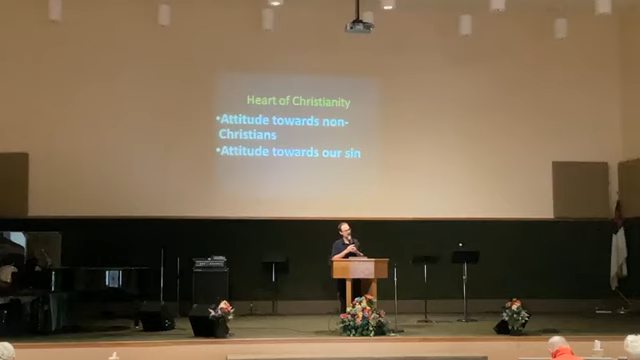 Heart of Christianity
•Attitude towards non-
Christians
•Attitude towards our sin